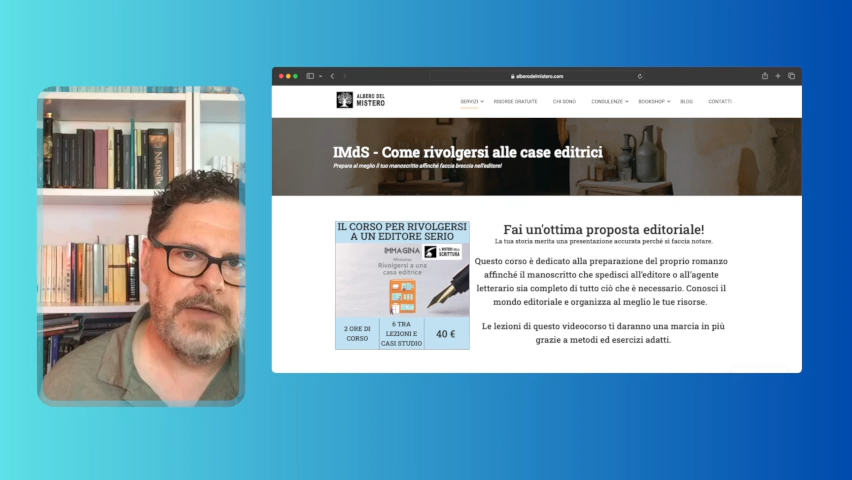 NARNIA
alberodelmistero.com
ALBERO DEL
MISTERO
SERVIZI
RISORSE GRATUITE
CHI SONO
CONSULENZE
BOOKSHOP
BLOG
CONTATTI
IMdS - Come rivolgersi alle case editrici
Prepara al meglio il tuo manoscritto affinché faccia breccia nell'editore!
IL CORSO PER RIVOLGERSI
A UN EDITORE SERIO
IMMAGINA
IL MISTERO DELLA
SCRITTURA
Rivolgersi a una
casa editrice
2 ORE DI
CORSO
6 TRA
LEZIONI E
CASI STUDIO
40 €
Fai un'ottima proposta editoriale!
La tua storia merita una presentazione accurata perché si faccia notare.
Questo corso è dedicato alla preparazione del proprio romanzo
affinché il manoscritto che spedisci all'editore o all'agente
letterario sia completo di tutto ciò che è necessario. Conosci il
mondo editoriale e organizza al meglio le tue risorse.
Le lezioni di questo videocorso ti daranno una marcia in più
grazie a metodi ed esercizi adatti.